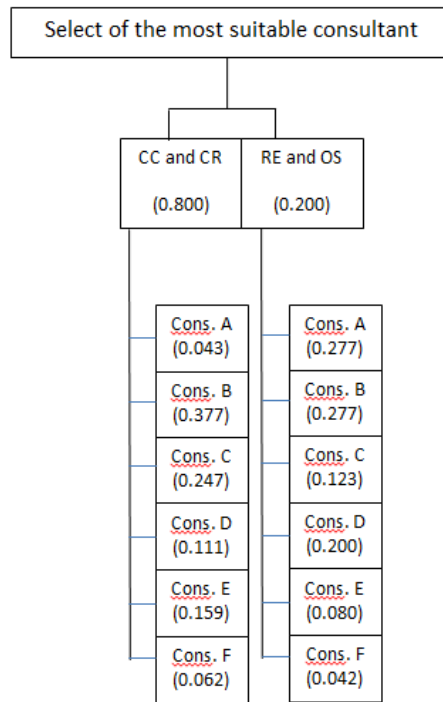 Select of the most suitable consultant
CC and CR
(0.800)
RE and OS
(0.200)
Cons. A
(0.043)
Cons. B
(0.377)
Cons. C
(0.247)
Cons. D
(0.111)
Cons. E
(0.159)
Cons. F
(0.062)
Cons. A
(0.277)
Cons. B
(0.277)
Cons. C
(0.123)
Cons. D
(0.200)
Cons. E
(0.080)
Cons. F
(0.042)